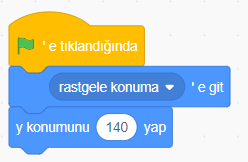 ' e tıklandığında
rastgele konuma ' e git
y konumunu 140 yap